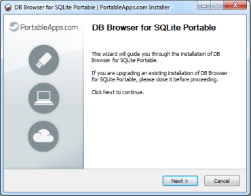 DB Browser for SQLite Portable | PortableApps.com Installer
PortableApps.com
DB Browser for SQLite Portable
This wizard will guide you through the installation of DB
Browser for SQLite Portable.
If you are upgrading an existing installation of DB Browser
for SQLite Portable, please close it before proceeding.
Click Next to continue.
Next >
Cancel